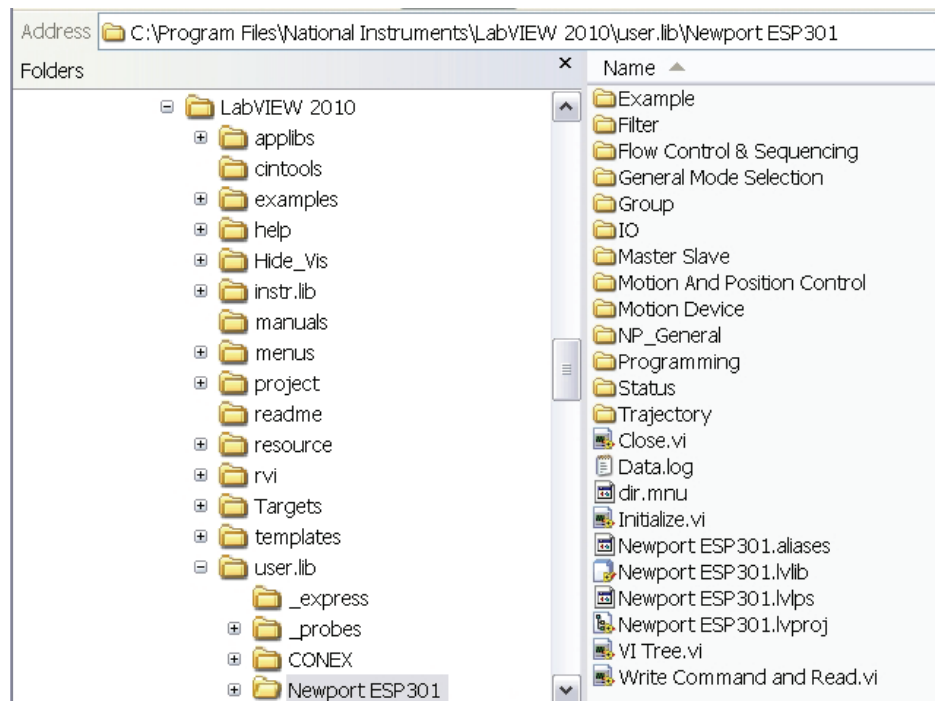 Address C:\Program Files\National Instruments\LabVIEW 2010\user.lib\Newport ESP301
Folders
LabVIEW 2010
applibs
cintools
examples
help
Hide_Vis
instr.lib
manuals
menus
project
readme
resource
rvi
Targets
templates
user.lib
_express
_probes
CONEX
Newport ESP301
Name
Example
Filter
Flow Control & Sequencing
General Mode Selection
Group
IO
Master Slave
Motion And Position Control
Motion Device
NP_General
Programming
Status
Trajectory
Close.vi
Data.log
dir.mnu
Initialize.vi
Newport ESP301.aliases
Newport ESP301.lvlib
Newport ESP301.lvlps
Newport ESP301.lvproj
VI Tree.vi
Write Command and Read.vi